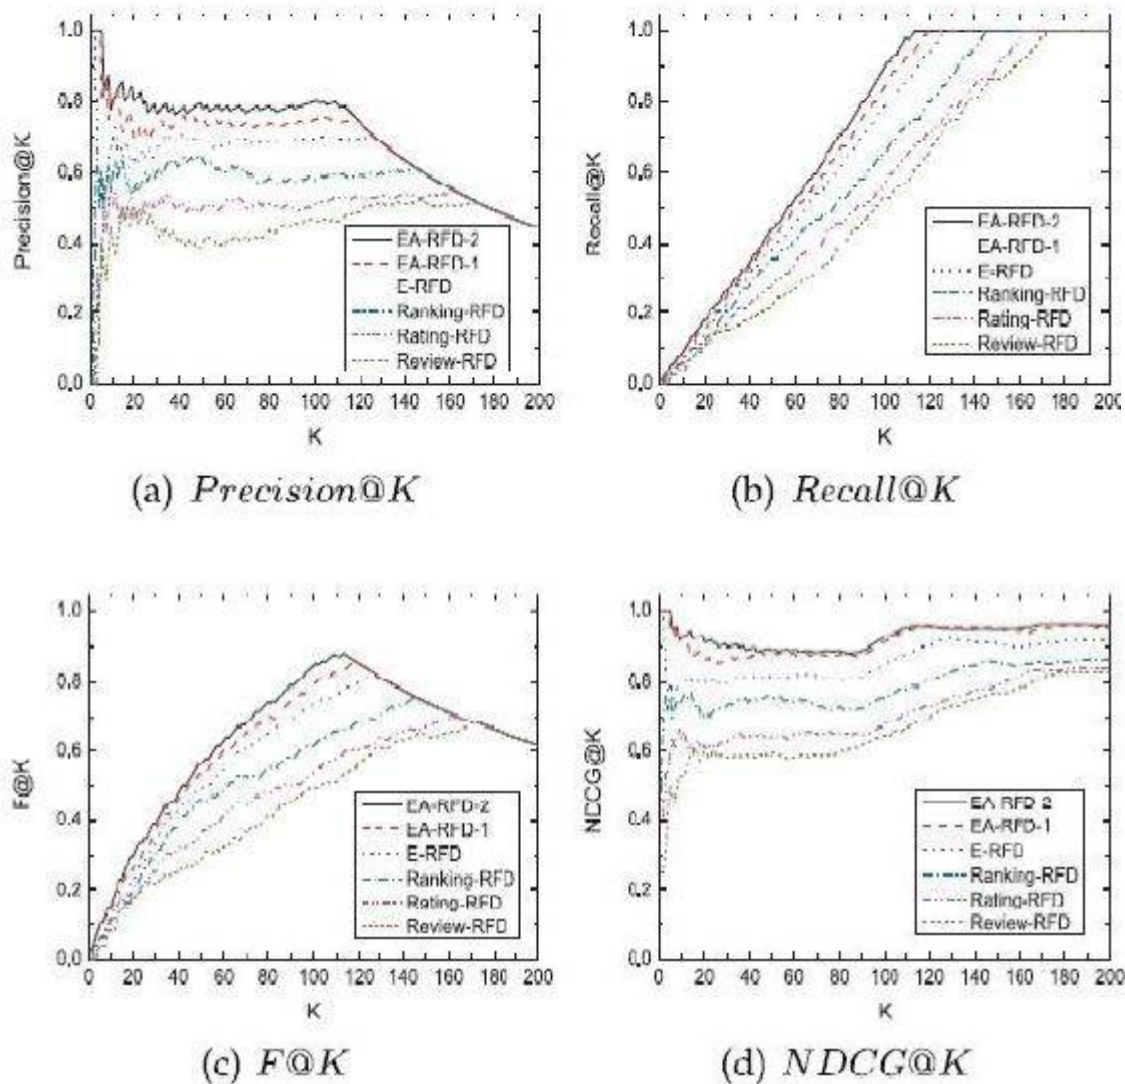 1.0
0.8
0.6
0.4
0.2
0.0
Precision@K
EA-RFD-2
EA-RFD-1
E-RFD
Ranking-RFD
Rating-RFD
Review-RFD
0 20 40 60 80 100 120 140 160 180 200
K
(a) Precision@K
1.0
0.8
0.6
0.4
0.2
0.0
Recall@K
EA-RFD-2
EA-RFD-1
E-RFD
Ranking-RFD
Rating-RFD
Review-RFD
0 20 40 60 80 100 120 140 160 180 200
K
(b) Recall@K
1.0
0.8
0.6
0.4
0.2
0.0
F@K
EA-RFD-2
EA-RFD-1
E-RFD
Ranking-RFD
Rating-RFD
Review-RFD
0 20 40 60 80 100 120 140 160 180 200
K
(c) F@K
1.0
0.8
0.6
0.4
0.2
0.0
NDCG@K
EA-RFD-2
EA-RFD-1
E-RFD
Ranking-RFD
Rating-RFD
Review-RFD
0 20 40 60 80 100 120 140 160 180 200
K
(d) NDCG@K